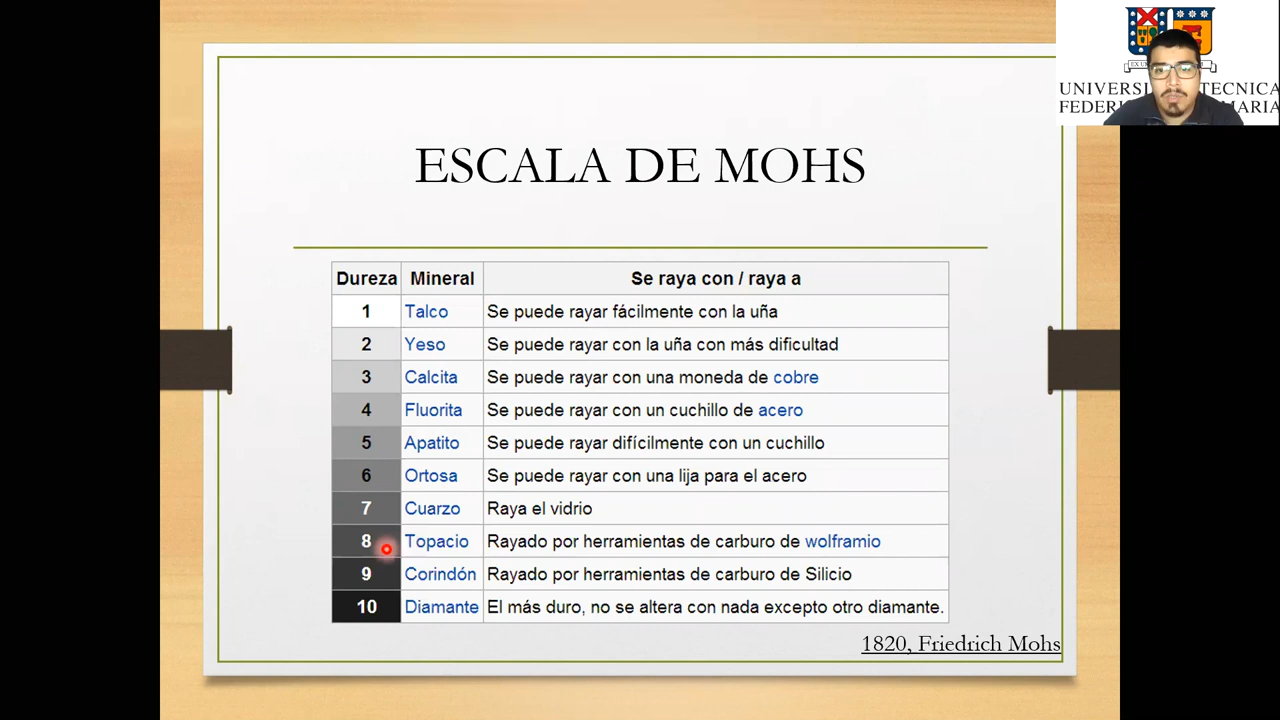 UNIVERSI TECNICA
FEDERI MARIA
ESCALA DE MOHS
Dureza Mineral Se raya con / raya a
1 Talco Se puede rayar fácilmente con la uña
2 Yeso Se puede rayar con la uña con más dificultad
3 Calcita Se puede rayar con una moneda de cobre
4 Fluorita Se puede rayar con un cuchillo de acero
5 Apatito Se puede rayar difícilmente con un cuchillo
6 Ortosa Se puede rayar con una lija para el acero
7 Cuarzo Raya el vidrio
8 Topacio Rayado por herramientas de carburo de wolframio
9 Corindón Rayado por herramientas de carburo de Silicio
10 Diamante El más duro, no se altera con nada excepto otro diamante.
1820, Friedrich Mohs